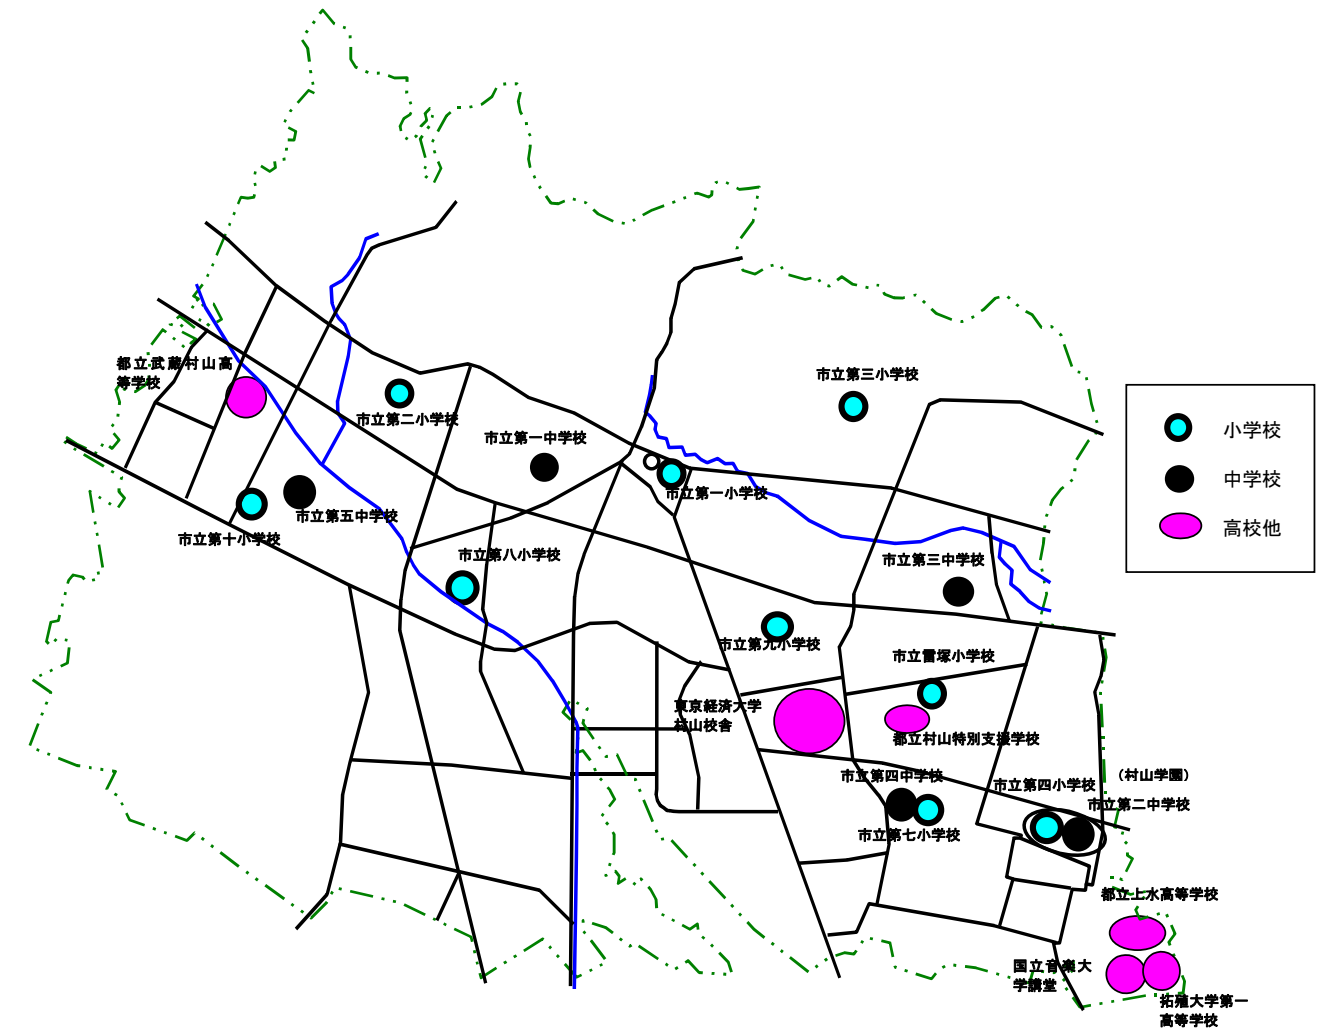 都立武蔵村山高
等学校
市立第三小学校
市立第二小学校
小学校
市立第一中学校
中学校
市立第一小学校
市立第五中学校
高校他
市立第十小学校
市立第八小学校
市立第三中学校
市立第九小学校
市立雷塚小学校
東京経済大学
村山校舎
都立村山特別支援学校
市立第四中学校
(村山学園)
市立第四小学校
市立第二中学校
市立第七小学校
都立上水高等学校
国立音楽大
学講堂
拓殖大学第一
高等学校